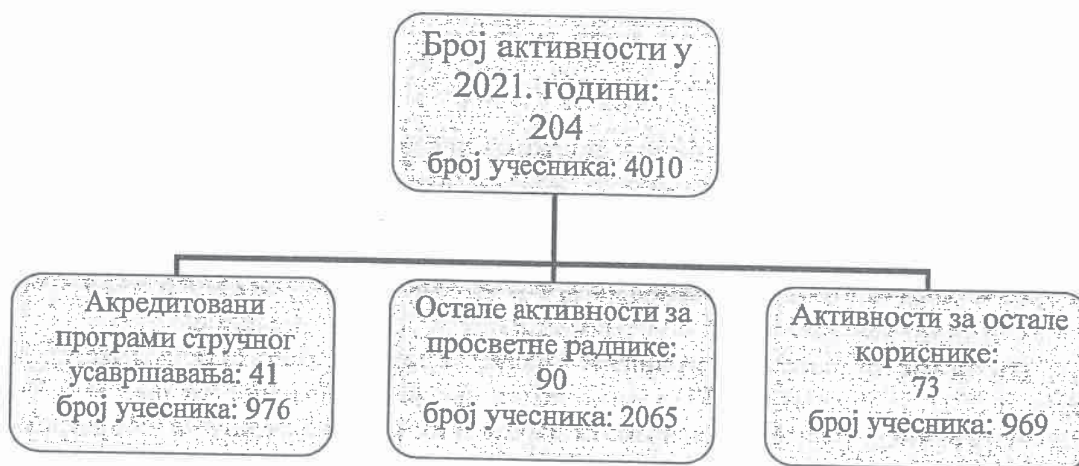 Број активности у
2021. години:
204
број учесника: 4010
Акредитовани
програми стручног
усавршавања: 41
број учесника: 976
Остале активности за
просветне раднике:
90
број учесника: 2065
Активности за остале
кориснике:
73
број учесника: 969